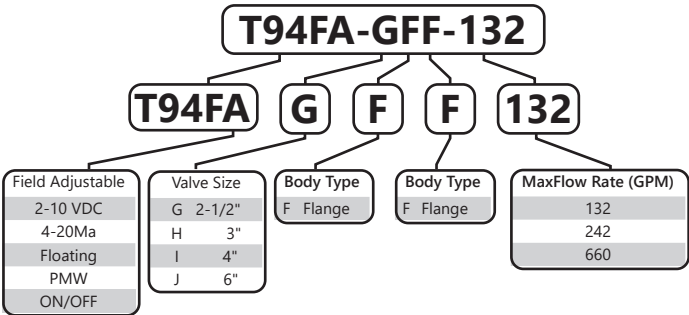 T94FA-GFF-132
T94FA G F F 132
Field Adjustable
2-10 VDC
4-20Ma
Floating
PMW
ON/OFF
Valve Size
G 2-1/2"
H 3"
I 4"
J 6"
Body Type
F Flange
Body Type
F Flange
MaxFlow Rate (GPM)
132
242
660